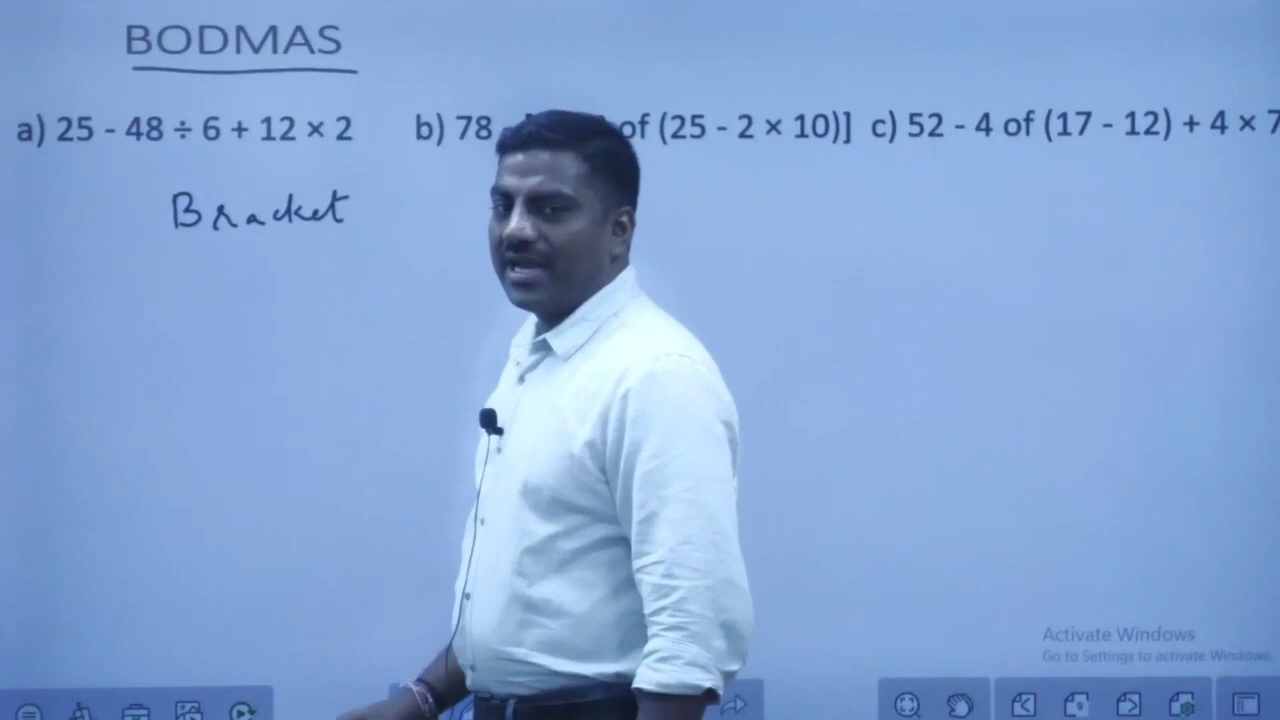 BODMAS
a) 25 - 48 ÷ 6 + 12 × 2 b) 78 of (25 - 2 × 10)] c) 52 - 4 of (17 - 12) + 4 × 7
Bracket
Activate Windows
Go to Settings to activate Windows.